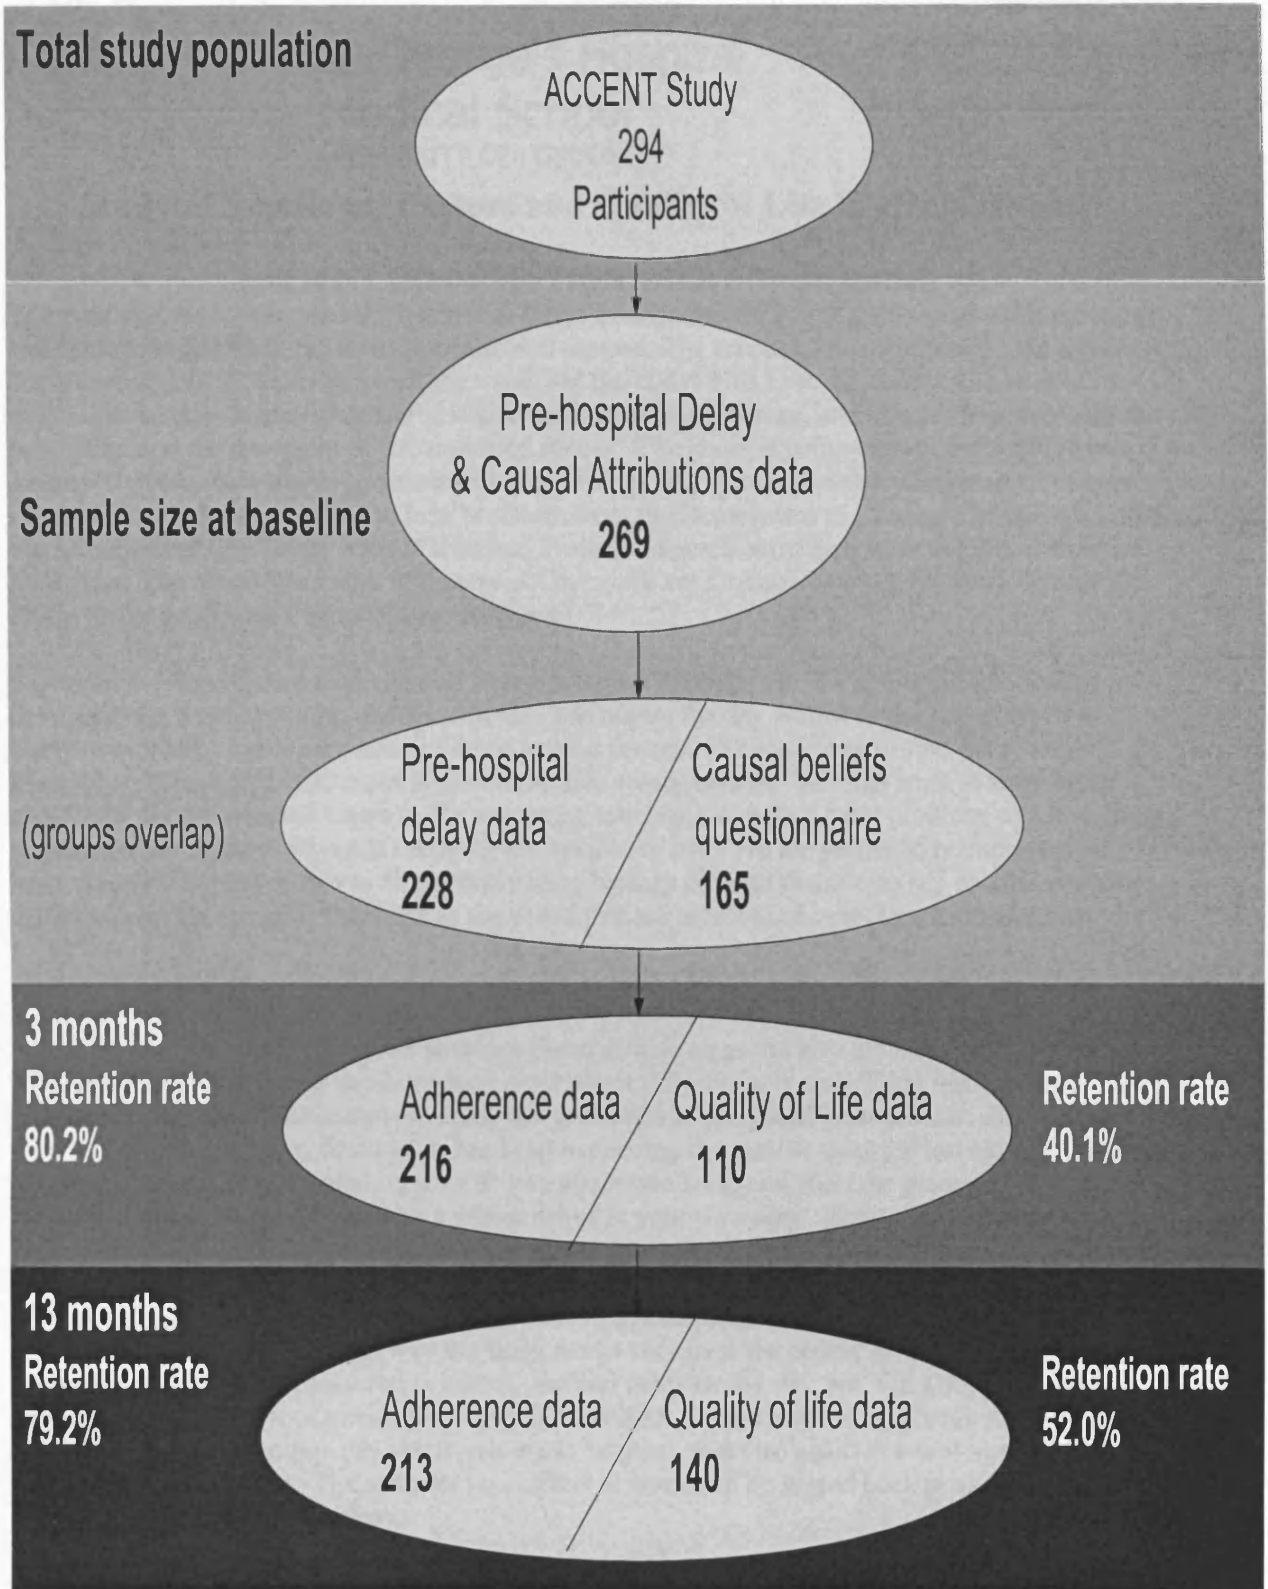 Total study population
ACCENT Study
294
Participants
Pre-hospital Delay
& Causal Attributions data
Sample size at baseline
269
Pre-hospital
delay data
228
Causal beliefs
questionnaire
165
(groups overlap)
3 months
Retention rate
80.2%
Adherence data
216
Quality of Life data
110
Retention rate
40.1%
13 months
Retention rate
79.2%
Adherence data
213
Quality of life data
140
Retention rate
52.0%